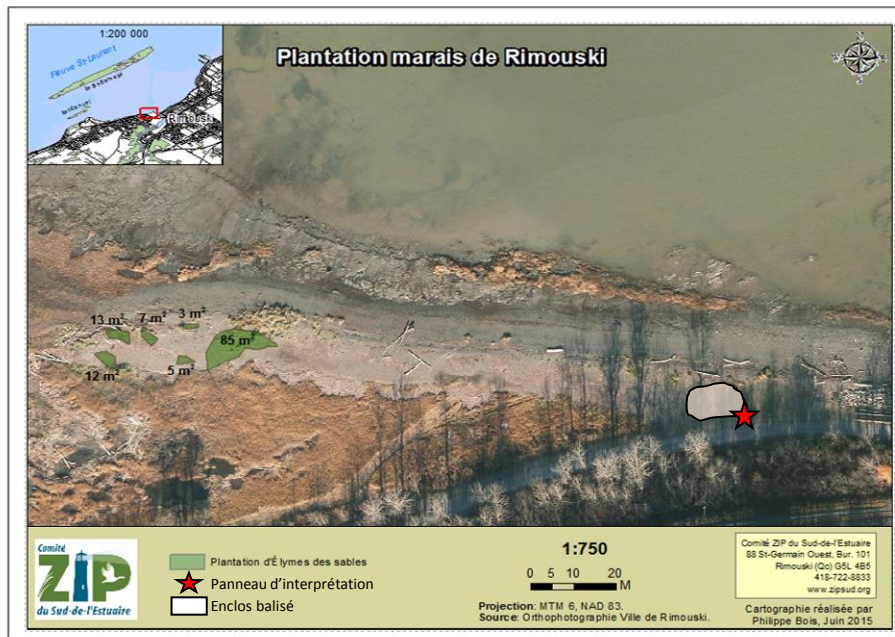 1:200 000
Fleuve St-Laurent
Rimouski
Plantation marais de Rimouski
13 m²
7 m²
3 m²
85 m²
12 m²
5 m²
Comité
ZIP
du Sud-de-l'Estuaire
Plantation d'Élymes des sables
Panneau d'interprétation
Enclos balisé
1:750
0 5 10 20
M
Projection: MTM 6, NAD 83.
Source: Orthophotographie Ville de Rimouski.
Comité ZIP du Sud-de-l'Estuaire
88 St-Germain Ouest, Bur. 101
Rimouski (Qc) G5L 4B5
418-722-8833
www.zipsud.org
Cartographie réalisée par
Philippe Bois, Juin 2015